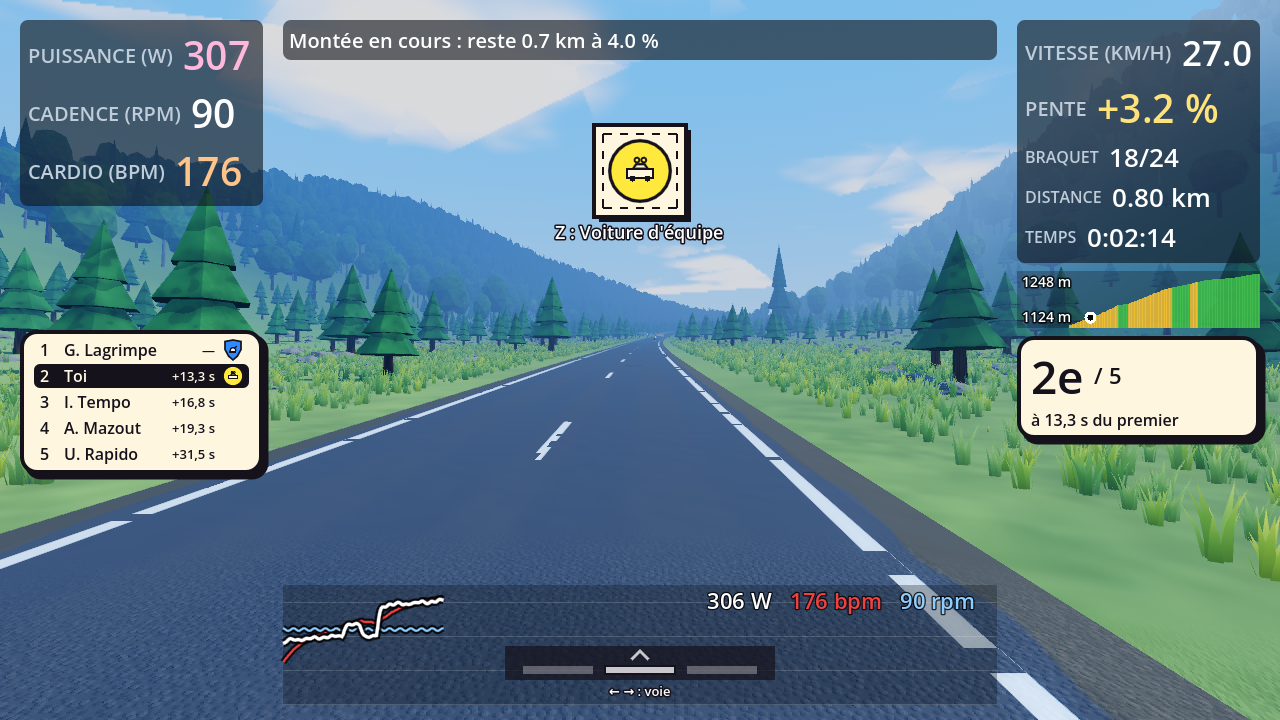 PUISSANCE (W) 307
CADENCE (RPM) 90
CARDIO (BPM) 176
Montée en cours : reste 0.7 km à 4.0 %
VITESSE (KM/H) 27.0
PENTE +3.2 %
BRAQUET 18/24
DISTANCE 0.80 km
TEMPS 0:02:14
Z : Voiture d'équipe
1248 m
1124 m
1 G. Lagrimpe —
2 Toi +13,3 s
3 I. Tempo +16,8 s
4 A. Mazout +19,3 s
5 U. Rapido +31,5 s
2e / 5
à 13,3 s du premier
306 W 176 bpm 90 rpm
← → : voie